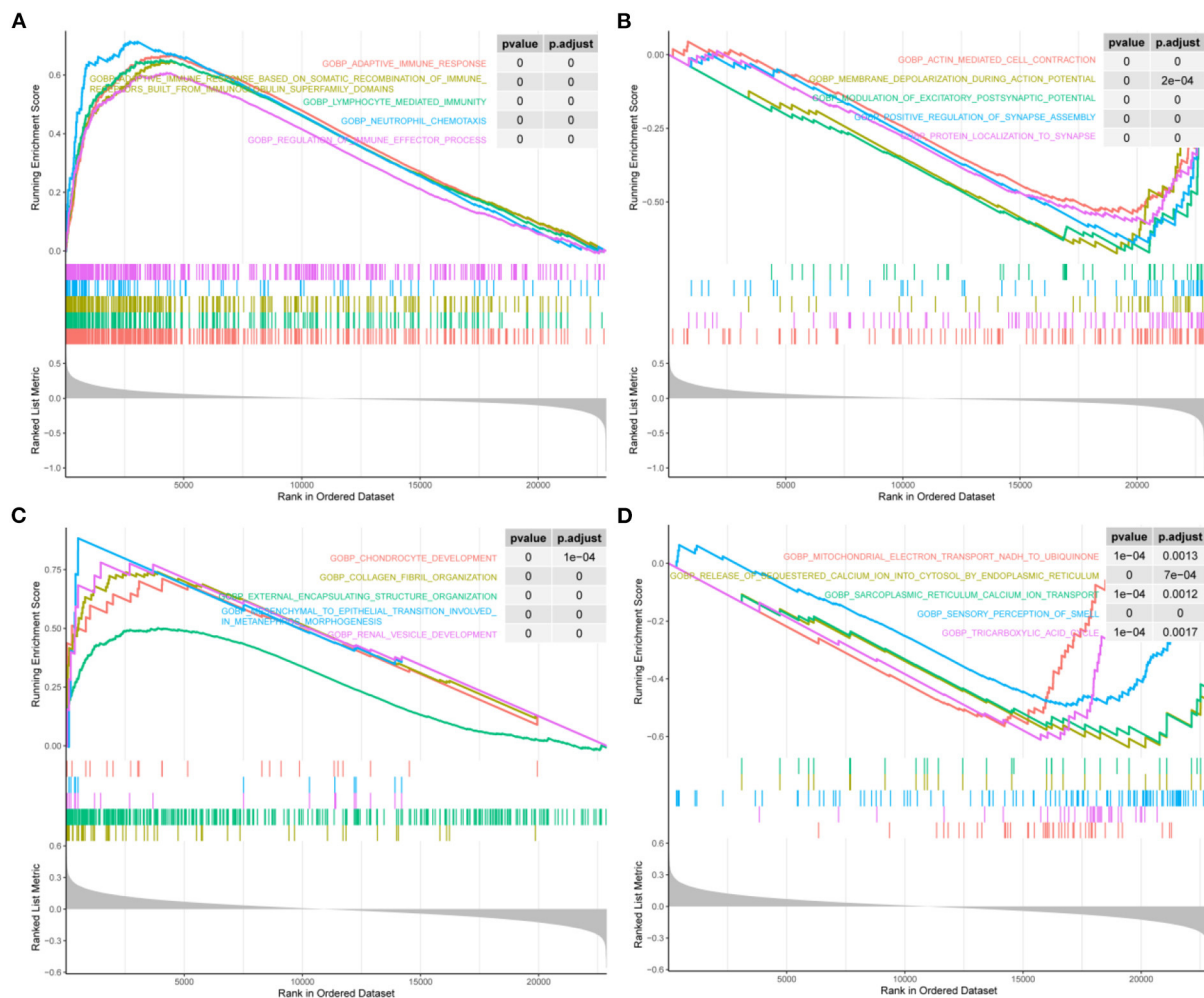 A
pvalue p.adjust
0 0
0 0
0 0
0 0
0 0
GOBP_ADAPTIVE_IMMUNE_RESPONSE
GOBP_ADAPTIVE_IMMUNE_RESPONSE_BASED_ON_SOMATIC_RECOMBINATION_OF_IMMUNE_
RECEPTORS_BUILT_FROM_IMMUNOGLOBULIN_SUPERFAMILY_DOMAINS
GOBP_LYMPHOCYTE_MEDIATED_IMMUNITY
GOBP_NEUTROPHIL_CHEMOTAXIS
GOBP_REGULATION_OF_IMMUNE_EFFECTOR_PROCESS
Running Enrichment Score
0.6
0.4
0.2
0.0
Ranked List Metric
0.5
0.0
−0.5
−1.0
5000 10000 15000 20000
Rank in Ordered Dataset
B
pvalue p.adjust
0 0
0 2e−04
0 0
0 0
0 0
GOBP_ACTIN_MEDIATED_CELL_CONTRACTION
GOBP_MEMBRANE_DEPOLARIZATION_DURING_ACTION_POTENTIAL
GOBP_MODULATION_OF_EXCITATORY_POSTSYNAPTIC_POTENTIAL
GOBP_POSITIVE_REGULATION_OF_SYNAPSE_ASSEMBLY
GOBP_PROTEIN_LOCALIZATION_TO_SYNAPSE
Running Enrichment Score
0.00
−0.25
−0.50
Ranked List Metric
0.5
0.0
−0.5
−1.0
5000 10000 15000 20000
Rank in Ordered Dataset
C
pvalue p.adjust
0 1e−04
0 0
0 0
0 0
0 0
GOBP_CHONDROCYTE_DEVELOPMENT
GOBP_COLLAGEN_FIBRIL_ORGANIZATION
GOBP_EXTERNAL_ENCAPSULATING_STRUCTURE_ORGANIZATION
GOBP_MESENCHYMAL_TO_EPITHELIAL_TRANSITION_INVOLVED_
IN_METANEPHROS_MORPHOGENESIS
GOBP_RENAL_VESICLE_DEVELOPMENT
Running Enrichment Score
0.75
0.50
0.25
0.00
Ranked List Metric
0.6
0.3
0.0
−0.3
−0.6
5000 10000 15000 20000
Rank in Ordered Dataset
D
pvalue p.adjust
1e−04 0.0013
0 7e−04
1e−04 0.0012
0 0
1e−04 0.0017
GOBP_MITOCHONDRIAL_ELECTRON_TRANSPORT_NADH_TO_UBIQUINONE
GOBP_RELEASE_OF_SEQUESTERED_CALCIUM_ION_INTO_CYTOSOL_BY_ENDOPLASMIC_RETICULUM
GOBP_SARCOPLASMIC_RETICULUM_CALCIUM_ION_TRANSPORT
GOBP_SENSORY_PERCEPTION_OF_SMELL
GOBP_TRICARBOXYLIC_ACID_CYCLE
Running Enrichment Score
0.0
−0.2
−0.4
−0.6
Ranked List Metric
0.6
0.3
0.0
−0.3
−0.6
5000 10000 15000 20000
Rank in Ordered Dataset